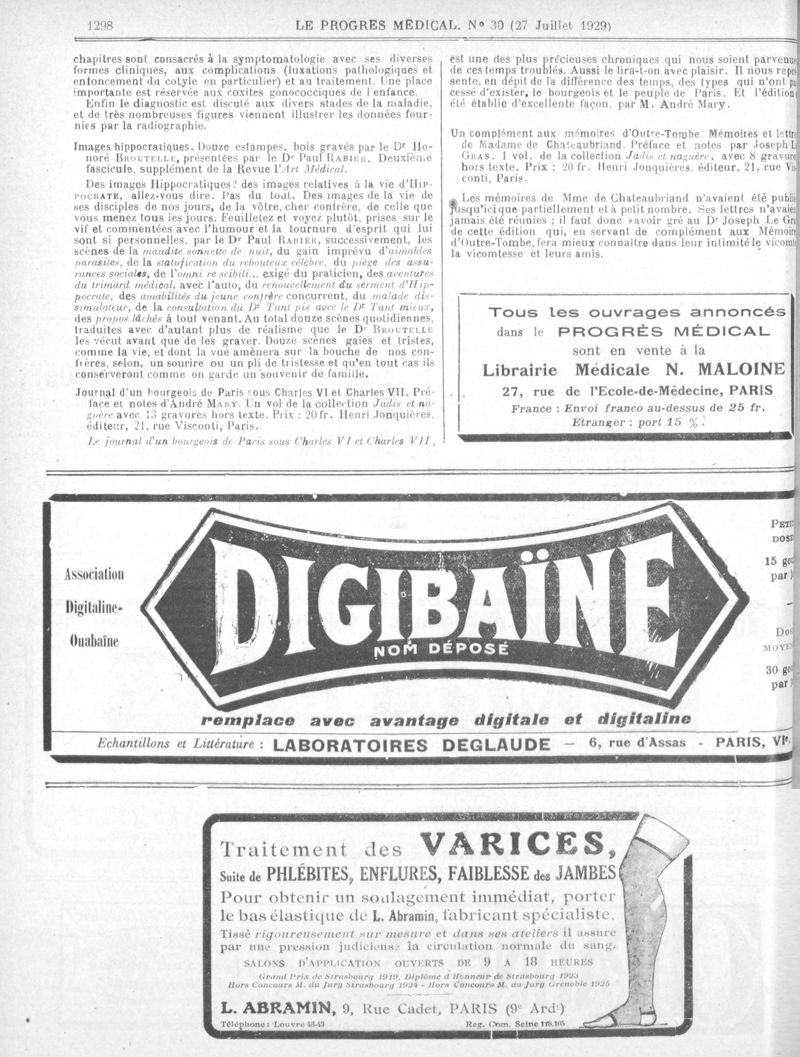 1298
LE PROGRES MÉDICAL. No 30 (27 Juillet 1929)
chapitres sont consacrés à la symptomatologie avec ses diverses
formes cliniques, aux complications (luxations pathologiques et
enfoncement du cotyle en particulier) et au traitement. Une place
importante est réservée aux coxites gonococciques de l'enfance.
Enfin le diagnostic est discuté aux divers stades de la maladie,
et de très nombreuses figures viennent illustrer les données four-
nies par la radiographie.
Images hippocratiques. Douze estampes, bois gravés par le Dr Ho-
noré BROUTELLE, présentées par le Dr Paul RABIER. Deuxième
fascicule, supplément de la Revue l'Art Médical.
Des images Hippocratiques ? des images relatives à la vie d'HIP-
POCRATE, allez-vous dire. Pas du tout. Des images de la vie de
ses disciples de nos jours, de la vôtre, cher confrère, de celle que
vous menez tous les jours. Feuilletez et voyez plutôt, prises sur le
vif et commentées avec l'humour et la tournure d'esprit qui lui
sont si personnelles, par le Dr Paul RABIER, successivement, les
scènes de la maudite sonnette de nuit, du gain imprévu d'aimables
parasties, de la statufication du rebouteux célèbre, du piège des assu-
rances sociales, de l'omni re scibili... exigé du praticien, des aventures
du trimard médical, avec l'auto, du renouvellement du serment d'Hip-
pocrate, des amabilités du jeune confrère concurrent, du malade dis-
simulateur, de la consultation du Dr Tant pis avec le Dr Tant mieux,
des propos lâchés à tout venant. Au total douze scènes quotidiennes,
traduites avec d'autant plus de réalisme que le Dr BROUTELLE
les vécut avant que de les graver. Douze scènes gaies et tristes,
comme la vie, et dont la vue amènera sur la bouche de nos con-
frères, selon, un sourire ou un pli de tristesse et qu'en tout cas ils
conserveront comme on garde un souvenir de famille.
Journal d'un bourgeois de Paris sous Charles VI et Charles VII. Pré-
face et notes d'André MARY. Un vol de la collection Jadis et na-
guère avec 13 gravures hors texte. Prix : 20 fr. Henri Jonquières,
éditeur, 21, rue Visconti, Paris.
Le journal d'un bourgeois de Paris sous Charles VI et Charles VII,
est une des plus précieuses chroniques qui nous soient parvenue
de ces temps troublés. Aussi le lira-t-on avec plaisir. Il nous repré
sente, en dépit de la différence des temps, des types qui n'ont pa
cessé d'exister, le bourgeois et le peuple de Paris. Et l'édition
été établie d'excellente façon, par M. André Mary.
Un complément aux mémoires d'Outre-Tombe. Mémoires et lettre
de Madame de Chateaubriand. Préface et notes par Joseph L
GRAS. 1 vol. de la collection Jadis et naguère, avec 8 gravure
hors texte. Prix : 20 fr. Henri Jonquières, éditeur, 21, rue Vis
conti, Paris.
Les mémoires de Mme de Chateaubriand n'avaient été publi
jusqu'ici que partiellement et à petit nombre. Ses lettres n'avaie
jamais été réunies ; il faut donc savoir gré au Dr Joseph Le Gra
de cette édition qui, en servant de complément aux Mémoire
d'Outre-Tombe, fera mieux connaître dans leur intimité le vicomte
la vicomtesse et leurs amis.
Tous les ouvrages annoncés
dans le PROGRÈS MÉDICAL
sont en vente à la
Librairie Médicale N. MALOINE
27, rue de l'Ecole-de-Médecine, PARIS
France : Envoi franco au-dessus de 25 fr.
Etranger : port 15 %.
Association
Digitaline-
Ouabaïne
DIGIBAÏNE
NOM DÉPOSÉ
PETIT
DOSE
15 gou
par j
—
DOS
MOYEN
30 gou
par j
remplace avec avantage digitale et digitaline
Echantillons et Littérature : LABORATOIRES DEGLAUDE — 6, rue d'Assas - PARIS, VIe.
Traitement des VARICES,
Suite de PHLÉBITES, ENFLURES, FAIBLESSE des JAMBES
Pour obtenir un soulagement immédiat, porter
le bas élastique de L. Abramin, fabricant spécialiste.
Tissé rigoureusement sur mesure et dans ses ateliers il assure
par une pression judicieuse la circulation normale du sang.
SALONS D'APPLICATION OUVERTS DE 9 A 18 HEURES
Grand Prix de Strasbourg 1919, Diplôme d'Honneur de Strasbourg 1923
Hors Concours M. du Jury Strasbourg 1924 - Hors Concours M. du Jury Grenoble 1925
L. ABRAMIN, 9, Rue Cadet, PARIS (9e Ardt)
Téléphone : Louvre 48-43
Reg. Com. Seine 118.105